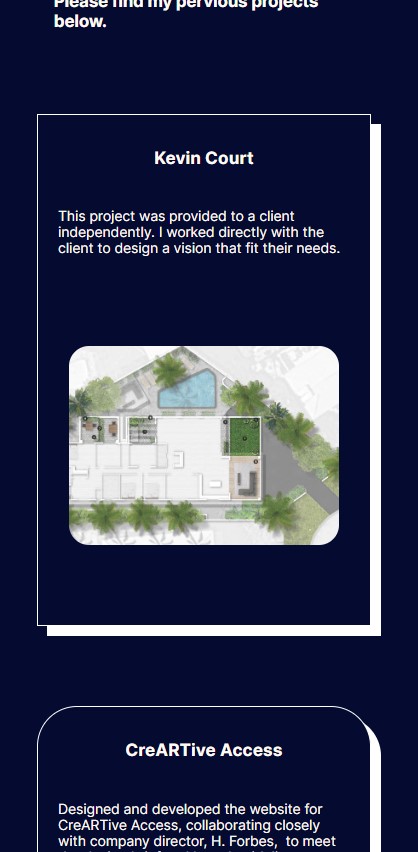 Please find my pervious projects
below.
Kevin Court
This project was provided to a client
independently. I worked directly with the
client to design a vision that fit their needs.
CreARTive Access
Designed and developed the website for
CreARTive Access, collaborating closely
with company director, H. Forbes,  to meet